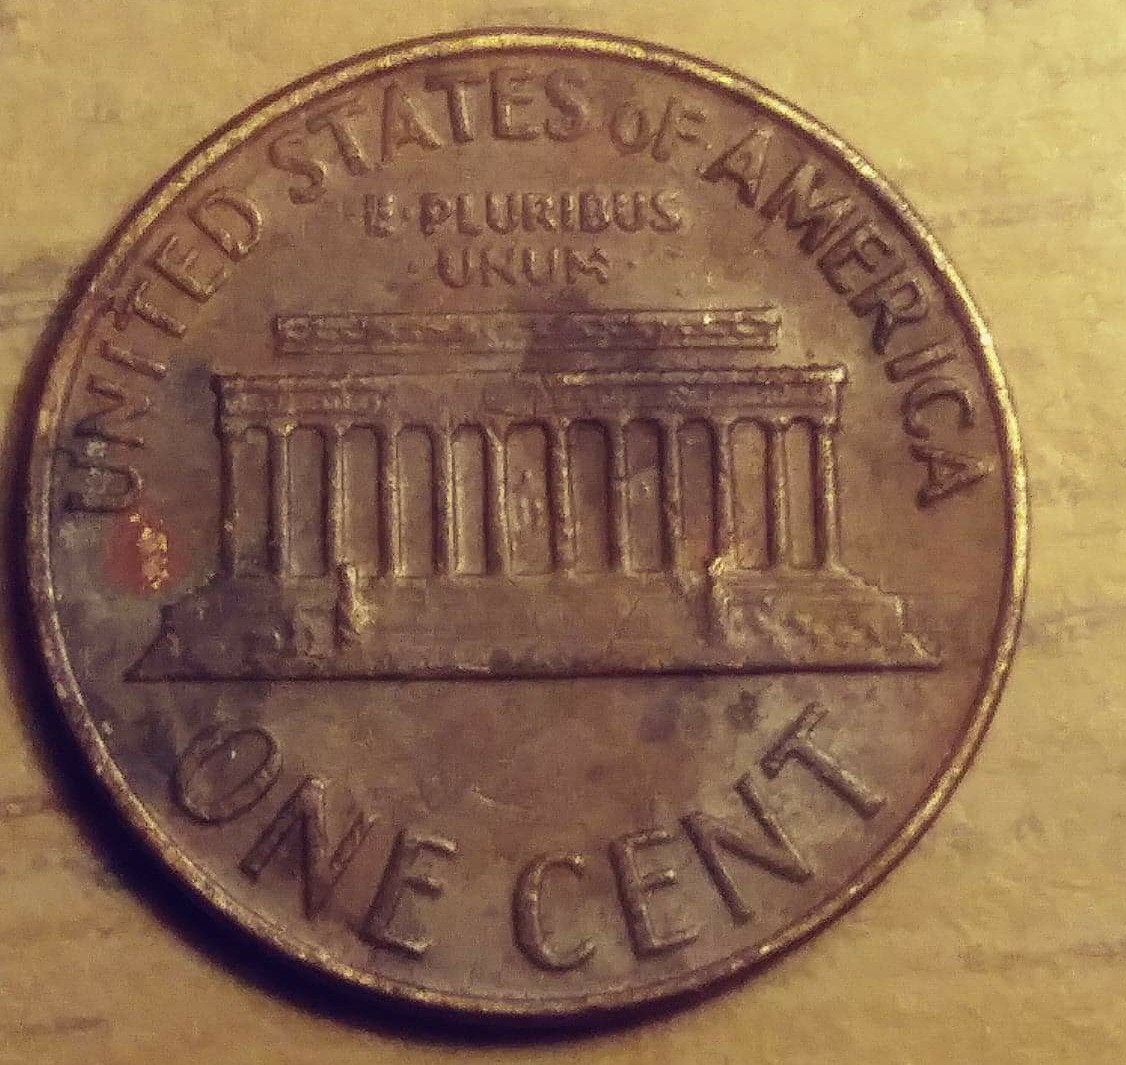 UNITED STATES OF AMERICA
E·PLURIBUS
·UNUM·
ONE CENT